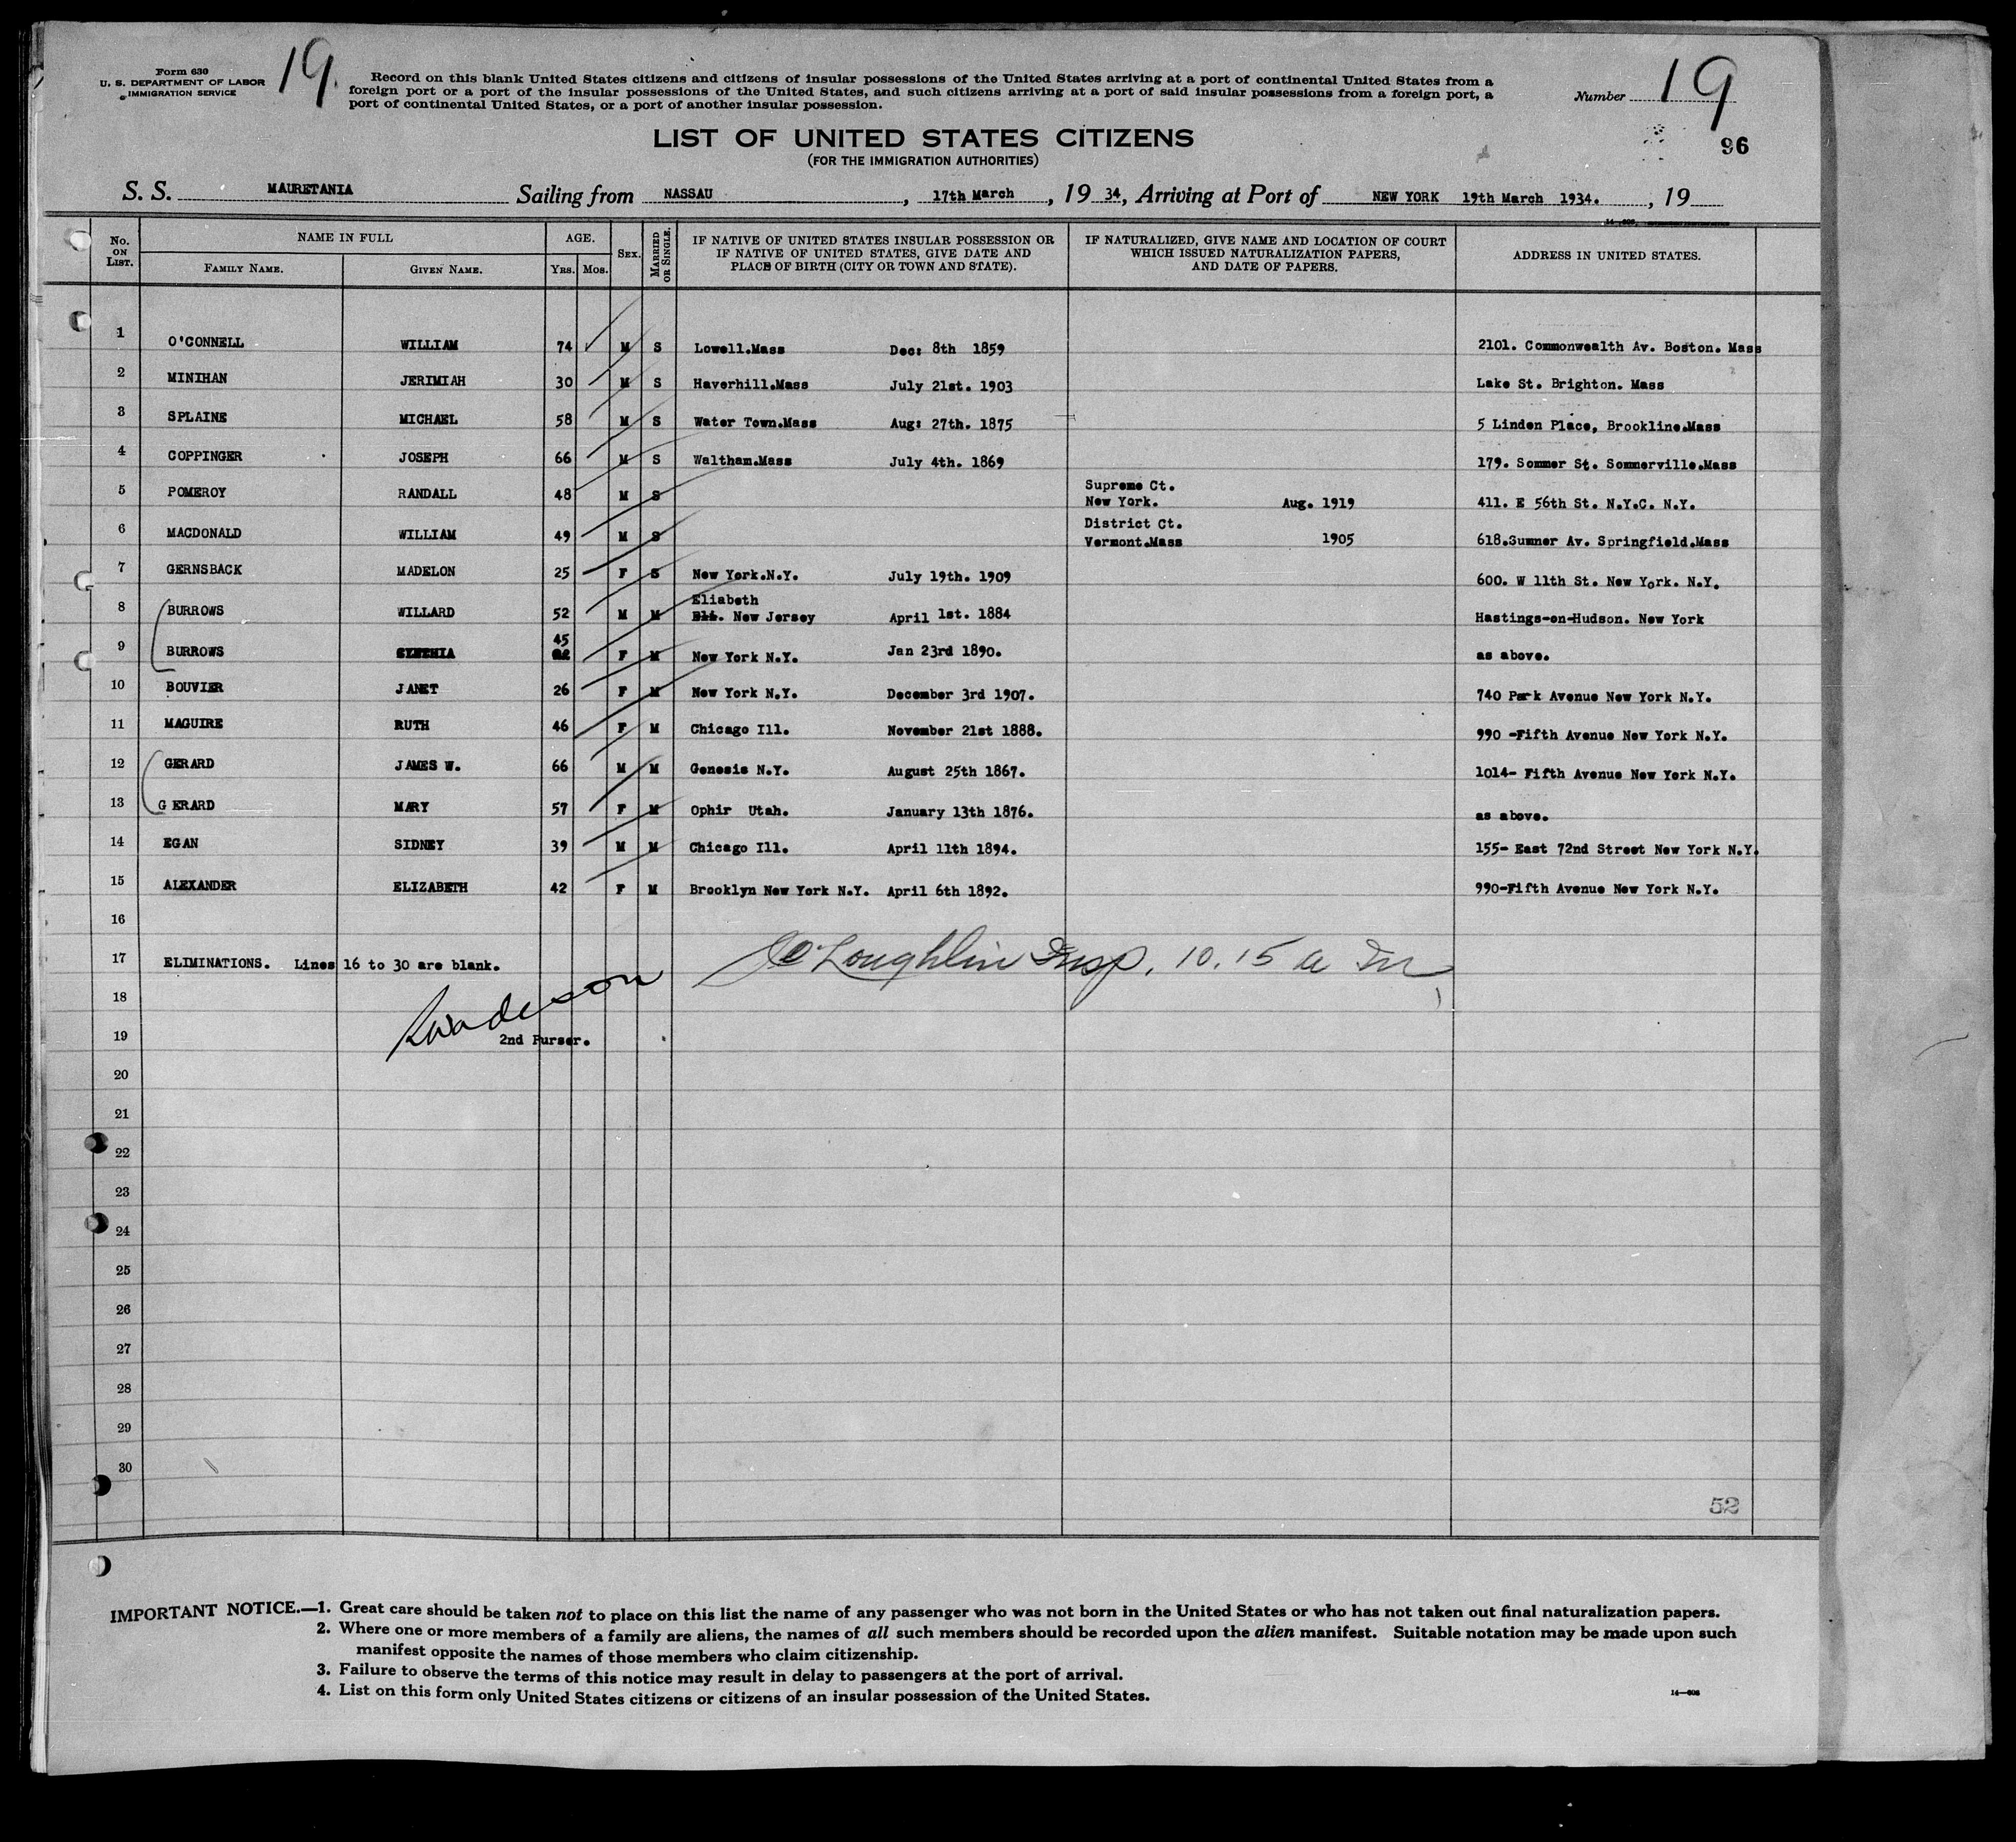 Form 630
U. S. DEPARTMENT OF LABOR
IMMIGRATION SERVICE
19.
Record on this blank United States citizens and citizens of insular possessions of the United States arriving at a port of continental United States from a
foreign port or a port of the insular possessions of the United States, and such citizens arriving at a port of said insular possessions from a foreign port, a
port of continental United States, or a port of another insular possession.
Number 19
96
LIST OF UNITED STATES CITIZENS
(FOR THE IMMIGRATION AUTHORITIES)
S. S. MAURETANIA Sailing from NASSAU, 17th March, 19 34, Arriving at Port of NEW YORK 19th March 1934., 19
No. ON LIST. NAME IN FULL FAMILY NAME. GIVEN NAME. AGE. YRS. MOS. SEX. MARRIED OR SINGLE. IF NATIVE OF UNITED STATES INSULAR POSSESSION OR IF NATIVE OF UNITED STATES, GIVE DATE AND PLACE OF BIRTH (CITY OR TOWN AND STATE). IF NATURALIZED, GIVE NAME AND LOCATION OF COURT WHICH ISSUED NATURALIZATION PAPERS, AND DATE OF PAPERS. ADDRESS IN UNITED STATES.
1 O'CONNELL WILLIAM 74 M S Lowell.Mass Dec: 8th 1859 2101. Commonwealth Av. Boston. Mass
2 MINIHAN JERIMIAH 30 M S Haverhill.Mass July 21st. 1903 Lake St. Brighton. Mass
3 SPLAINE MICHAEL 58 M S Water Town.Mass Aug: 27th. 1875 5 Linden Place, Brookline.Mass
4 COPPINGER JOSEPH 66 M S Waltham.Mass July 4th. 1869 179. Sommer St. Sommerville.Mass
5 POMEROY RANDALL 48 M S Supreme Ct. New York. Aug. 1919 411. E 56th St. N.Y.C. N.Y.
6 MACDONALD WILLIAM 49 M S District Ct. Vermont.Mass 1905 618.Sumner Av. Springfield.Mass
7 GERNSBACK MADELON 25 F S New York.N.Y. July 19th. 1909 600. W 11th St. New York. N.Y.
8 BURROWS WILLARD 52 M M Eliabeth Eli. New Jersey April 1st. 1884 Hastings-on-Hudson. New York
9 BURROWS 45 F M New York N.Y. Jan 23rd 1890. as above.
10 BOUVIER JANET 26 F M New York N.Y. December 3rd 1907. 740 Park Avenue New York N.Y.
11 MAGUIRE RUTH 46 F M Chicago Ill. November 21st 1888. 990 -Fifth Avenue New York N.Y.
12 GERARD JAMES W. 66 M M Genesis N.Y. August 25th 1867. 1014- Fifth Avenue New York N.Y.
13 G ERARD MARY 57 F M Ophir Utah. January 13th 1876. as above.
14 EGAN SIDNEY 39 M M Chicago Ill. April 11th 1894. 155- East 72nd Street New York N.Y.
15 ALEXANDER ELIZABETH 42 F M Brooklyn New York N.Y. April 6th 1892. 990-Fifth Avenue New York N.Y.
16
17 ELIMINATIONS. Lines 16 to 30 are blank. O'Loughlin Insp. 10.15 a m
18
19 2nd Purser.
20
21
22
23
24
25
26
27
28
29
30
52
IMPORTANT NOTICE.—1. Great care should be taken not to place on this list the name of any passenger who was not born in the United States or who has not taken out final naturalization papers.
2. Where one or more members of a family are aliens, the names of all such members should be recorded upon the alien manifest. Suitable notation may be made upon such
manifest opposite the names of those members who claim citizenship.
3. Failure to observe the terms of this notice may result in delay to passengers at the port of arrival.
4. List on this form only United States citizens or citizens of an insular possession of the United States.
14—608